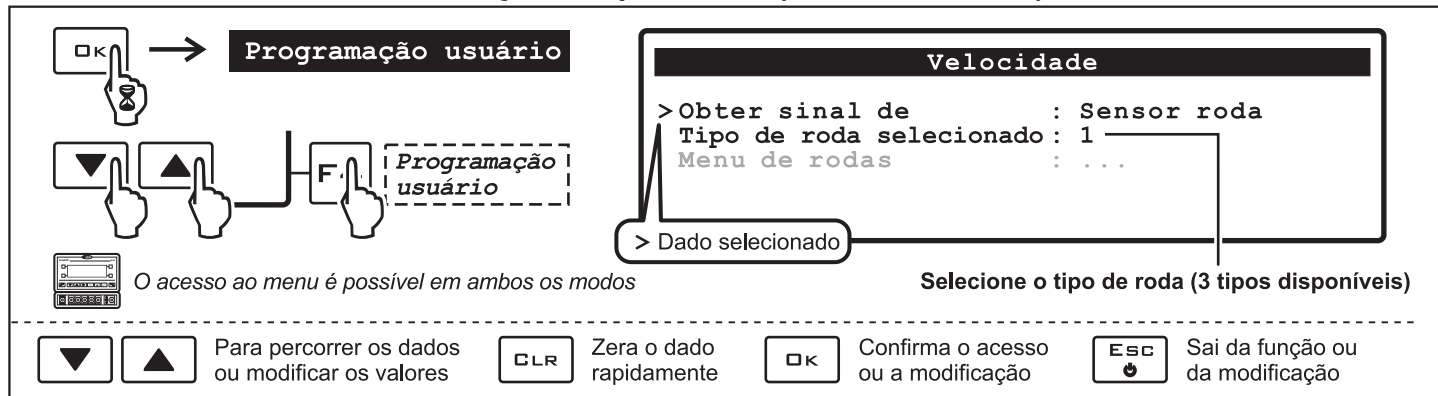 OK
Programação usuário
F
Programação
usuário
O acesso ao menu é possível em ambos os modos
Velocidade
>Obter sinal de : Sensor roda
Tipo de roda selecionado: 1
Menu de rodas : ...
> Dado selecionado
Selecione o tipo de roda (3 tipos disponíveis)
Para percorrer os dados
ou modificar os valores
CLR
Zera o dado
rapidamente
OK
Confirma o acesso
ou a modificação
Esc
Sai da função ou
da modificação